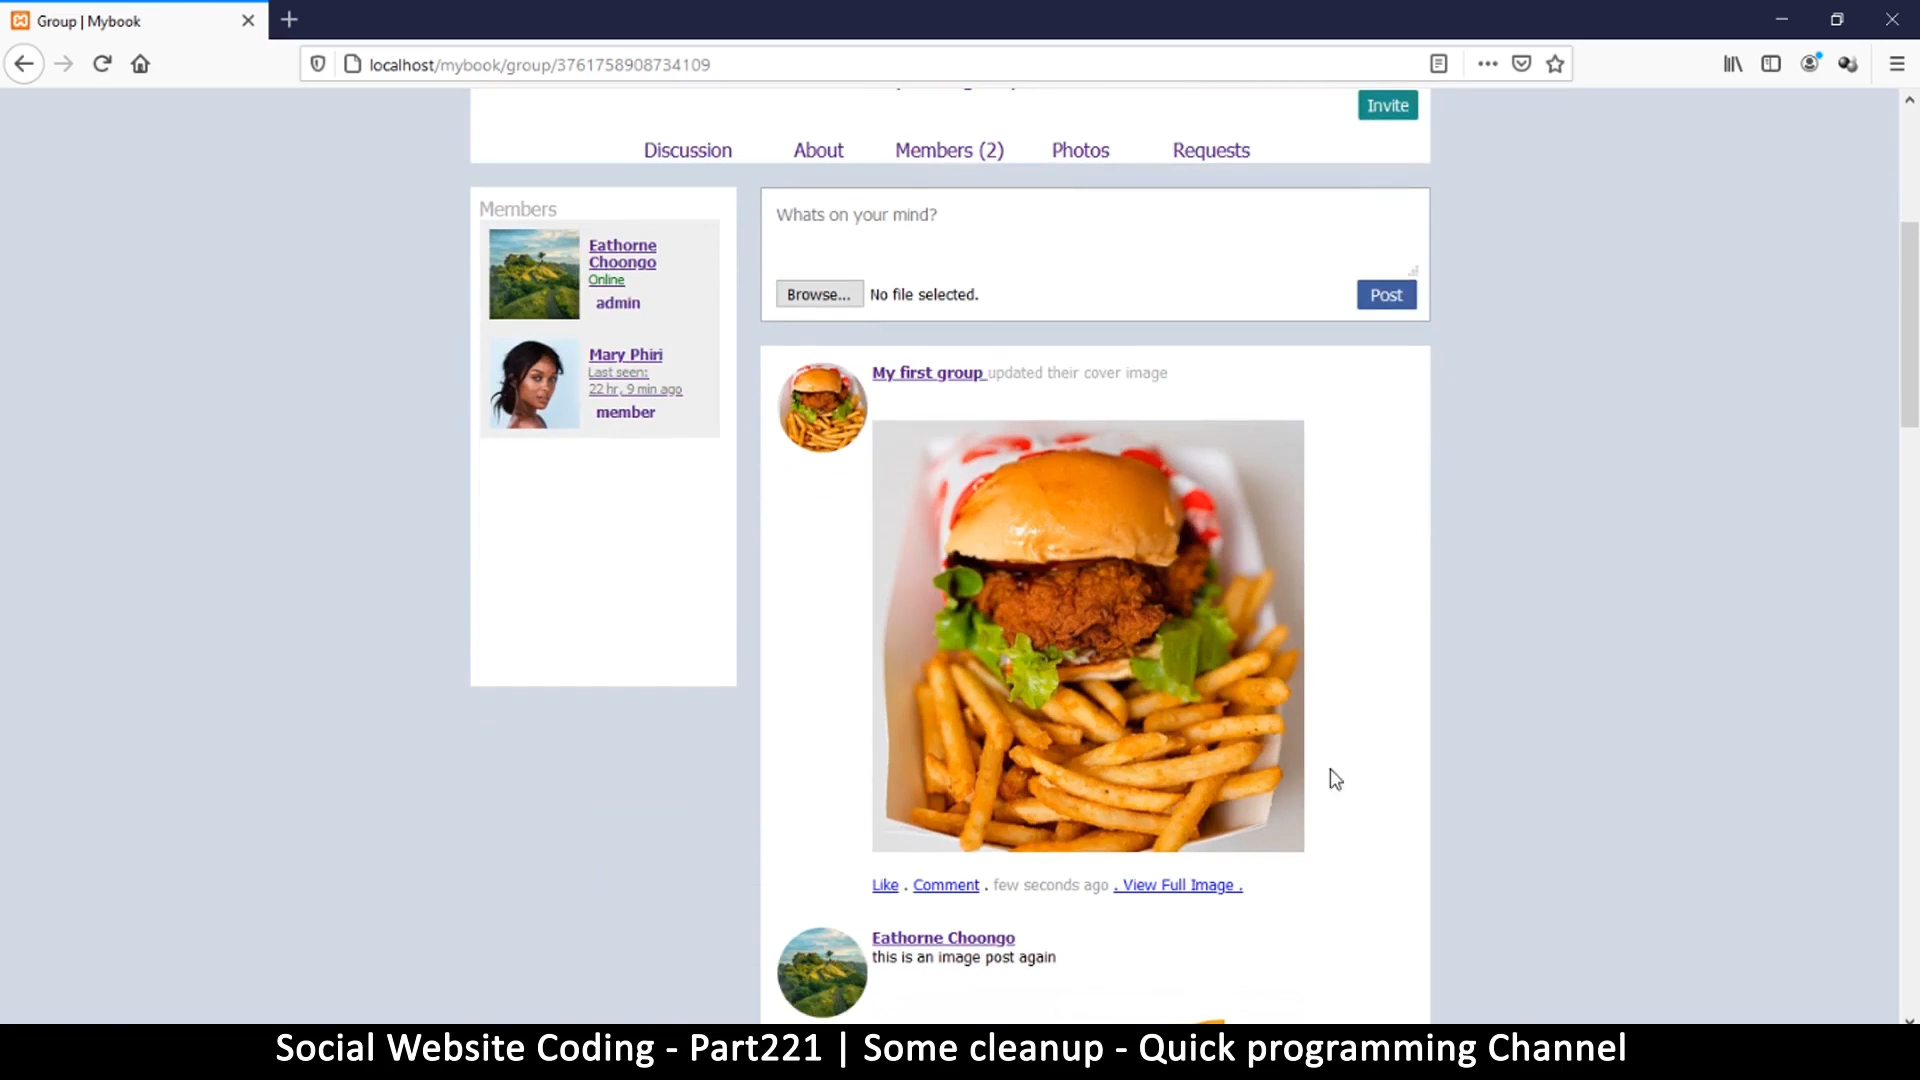 Group | Mybook
localhost/mybook/group/3761758908734109
Invite
Discussion About Members (2) Photos Requests
Members
Eathorne
Choongo
Online
admin
Mary Phiri
Last seen:
22 hr, 9 min ago
member
Whats on your mind?
Browse... No file selected.
Post
My first group updated their cover image
Like . Comment . few seconds ago . View Full Image .
Eathorne Choongo
this is an image post again
Social Website Coding - Part221 | Some cleanup - Quick programming Channel